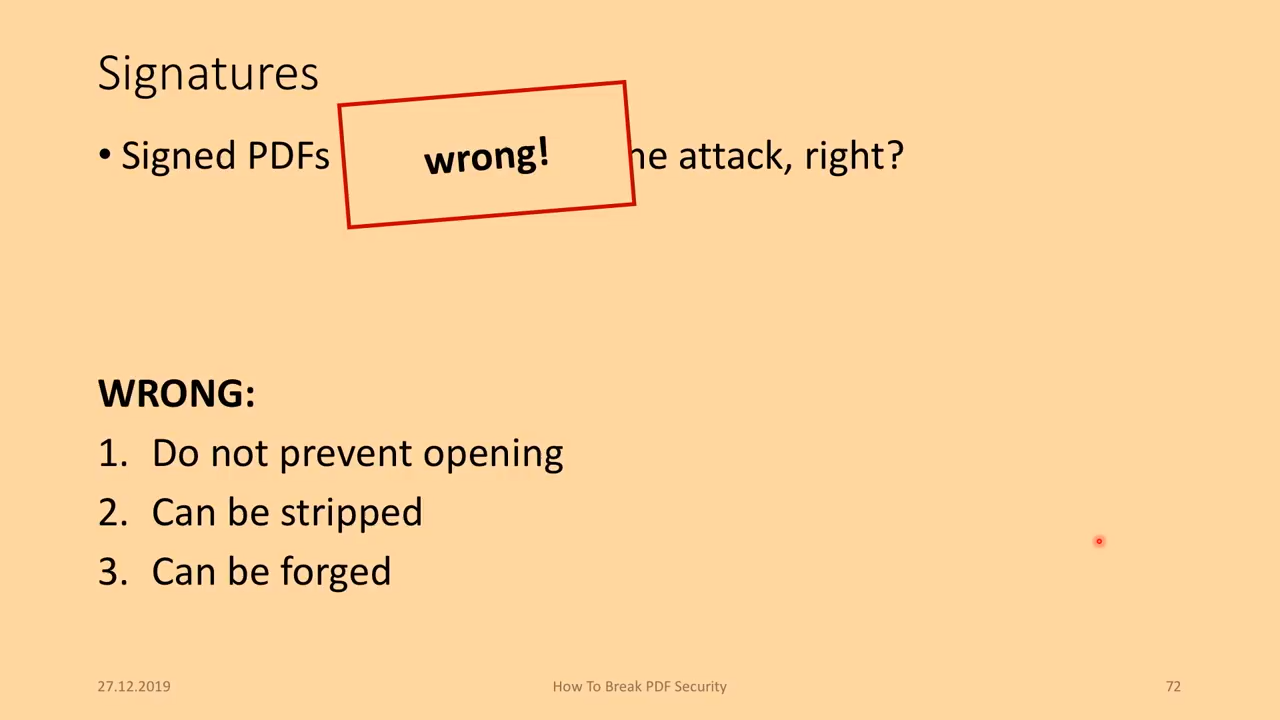 Signatures
• Signed PDFs wrong! attack, right?
WRONG:
1. Do not prevent opening
2. Can be stripped
3. Can be forged
27.12.2019 How To Break PDF Security 72